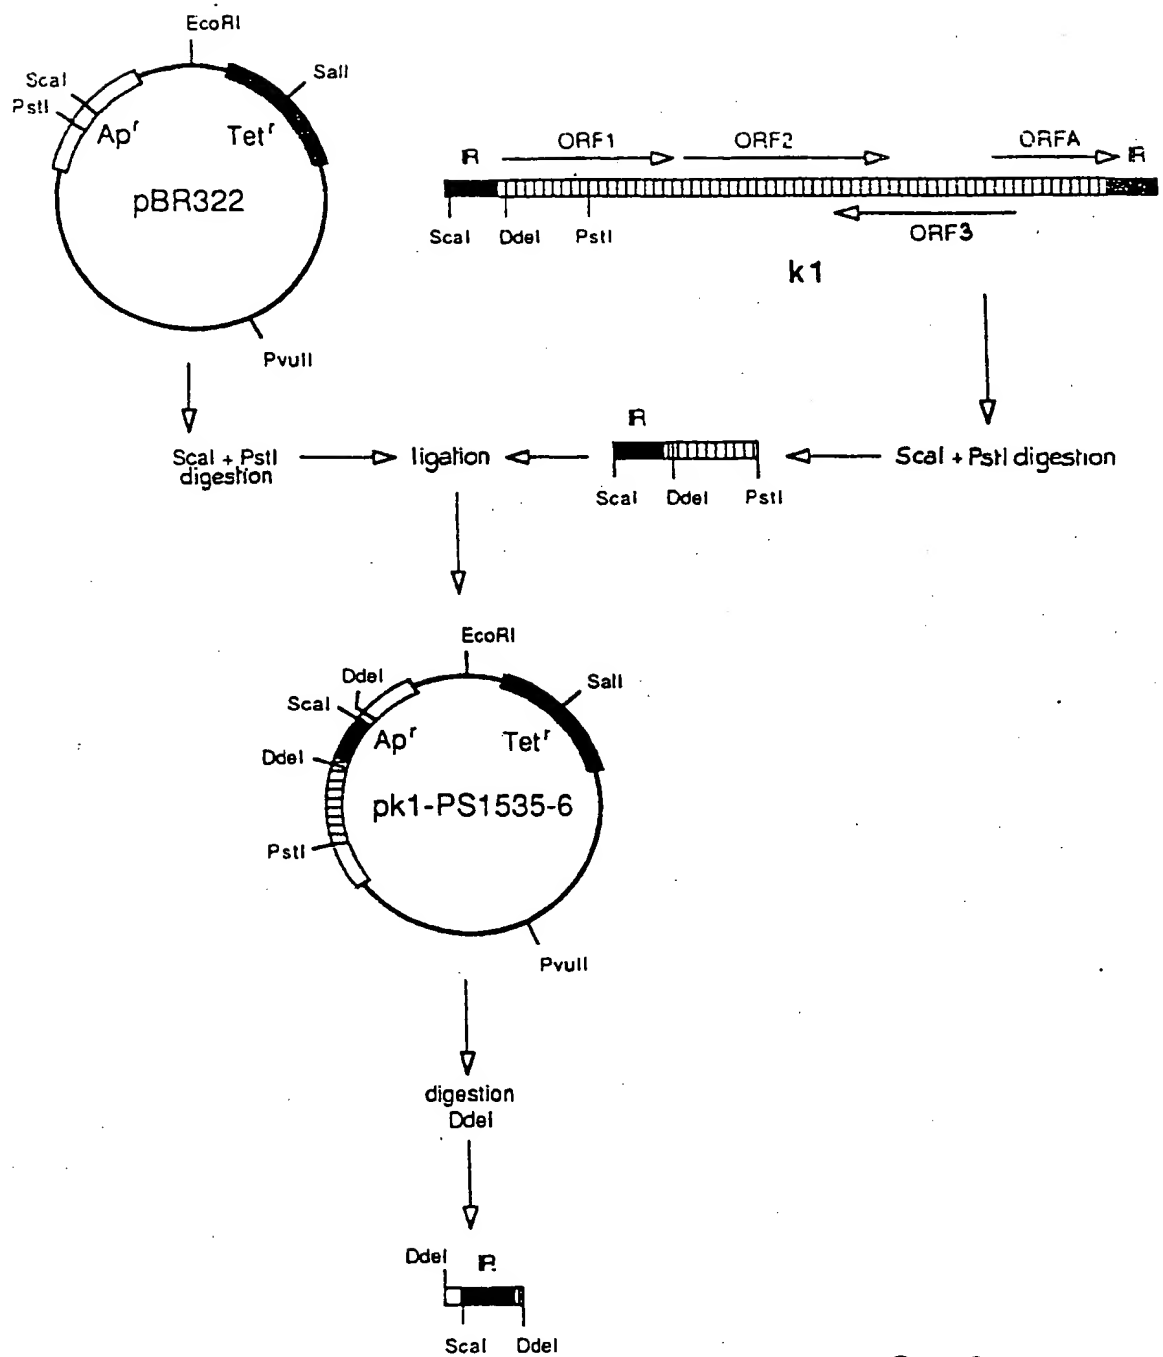 EcoRI
ScaI
PstI
SalI
Apʳ
Tetʳ
pBR322
PvuII
IR
ORF1
ORF2
ORFA
IR
ScaI
DdeI
PstI
ORF3
k1
ScaI + PstI
digestion
ligation
IR
ScaI
DdeI
PstI
ScaI + PstI digestion
EcoRI
DdeI
ScaI
SalI
DdeI
Apʳ
Tetʳ
pk1-PS1535-6
PstI
PvuII
digestion
DdeI
DdeI
IR
ScaI
DdeI